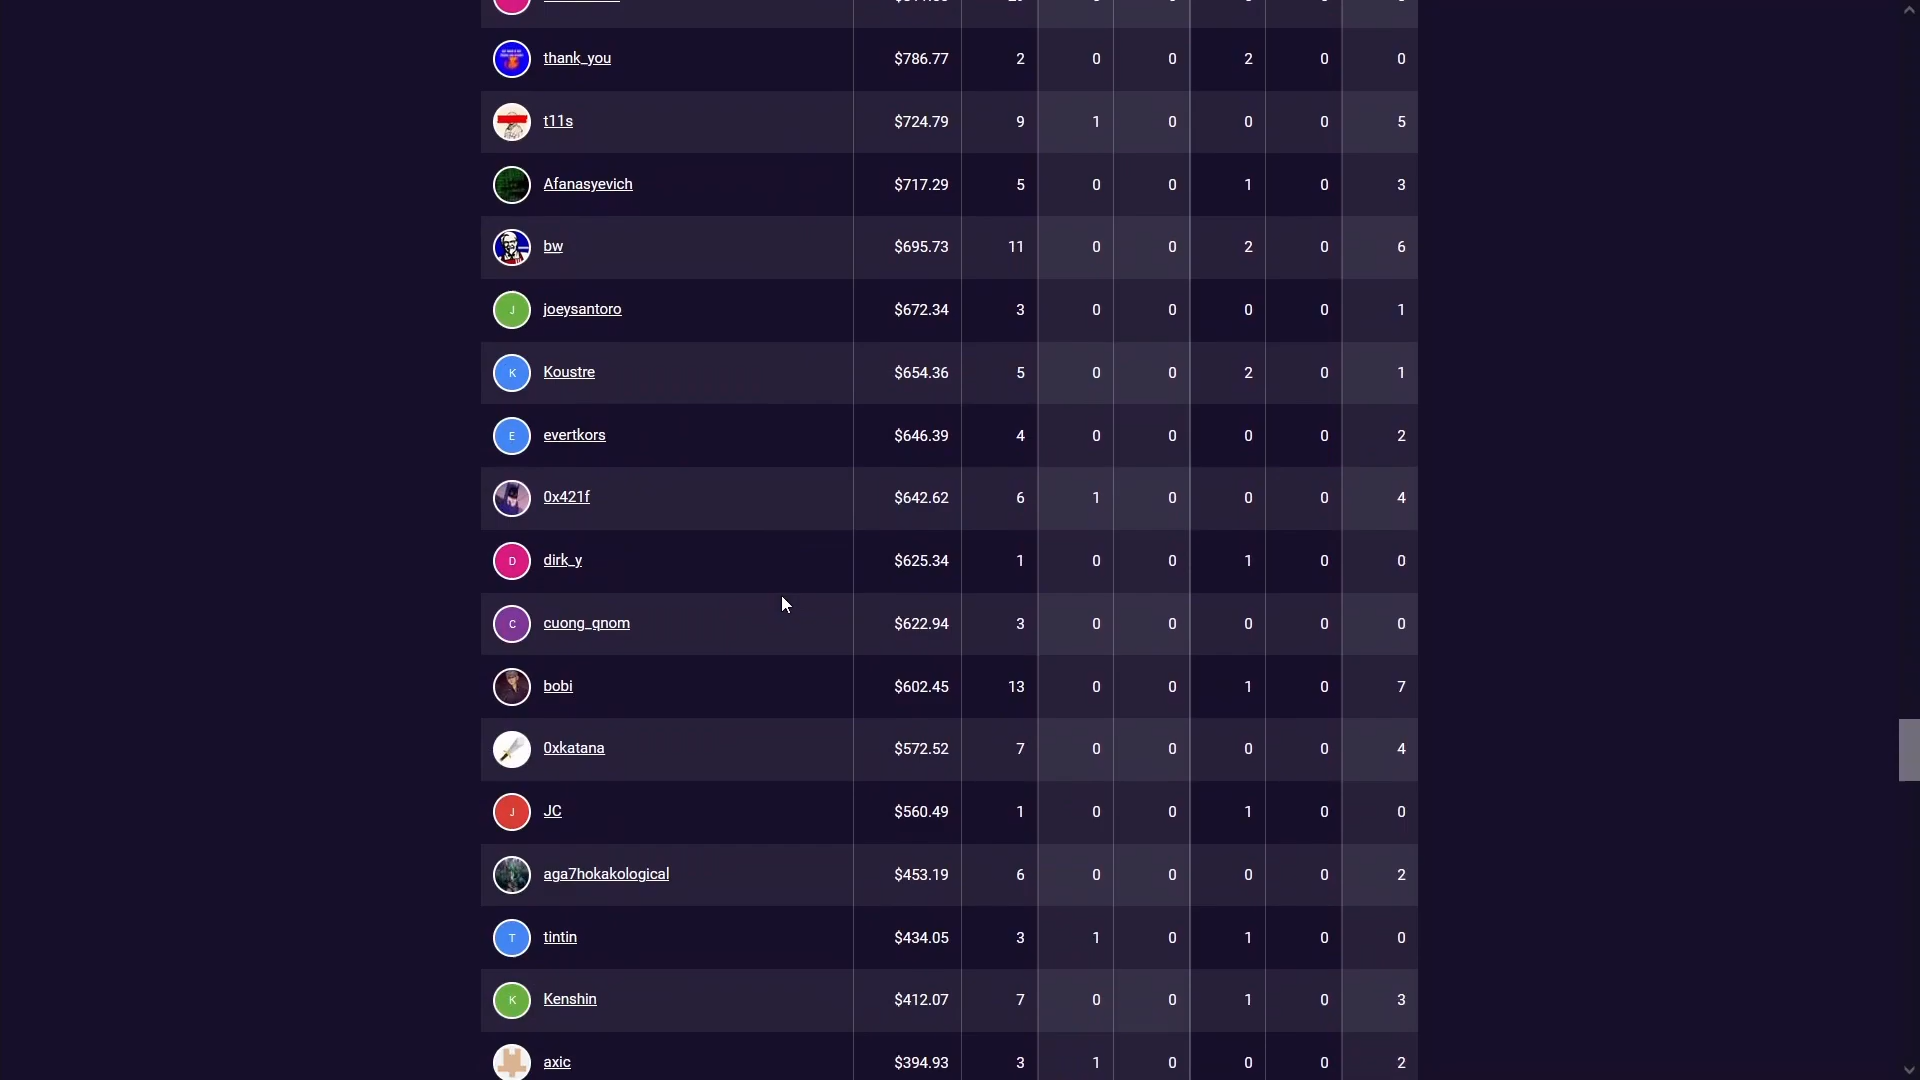 thank_you $786.77 2 0 0 2 0 0
t11s $724.79 9 1 0 0 0 5
Afanasyevich $717.29 5 0 0 1 0 3
bw $695.73 11 0 0 2 0 6
J joeysantoro $672.34 3 0 0 0 0 1
K Koustre $654.36 5 0 0 2 0 1
E evertkors $646.39 4 0 0 0 0 2
0x421f $642.62 6 1 0 0 0 4
D dirk_y $625.34 1 0 0 1 0 0
C cuong_qnom $622.94 3 0 0 0 0 0
bobi $602.45 13 0 0 1 0 7
0xkatana $572.52 7 0 0 0 0 4
J JC $560.49 1 0 0 1 0 0
aga7hokakological $453.19 6 0 0 0 0 2
T tintin $434.05 3 1 0 1 0 0
K Kenshin $412.07 7 0 0 1 0 3
axic $394.93 3 1 0 0 0 2